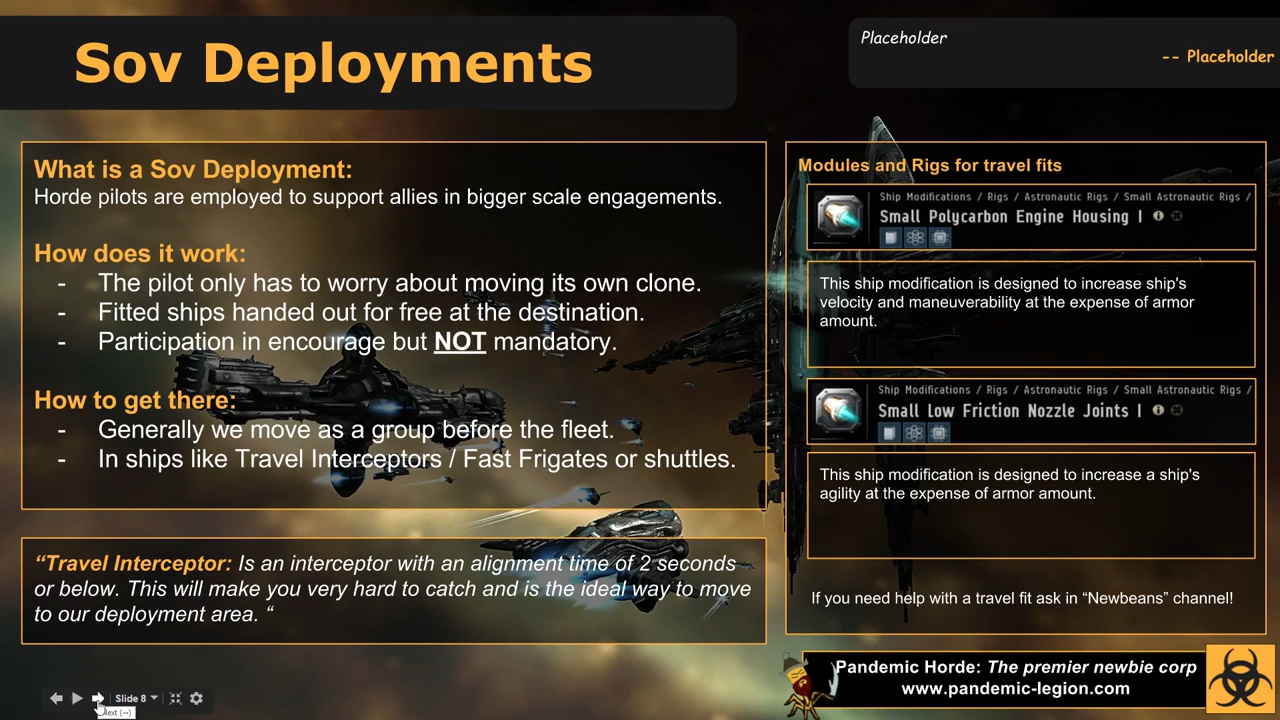 Sov Deployments
Placeholder
-- Placeholder
What is a Sov Deployment:
Horde pilots are employed to support allies in bigger scale engagements.
How does it work:
- The pilot only has to worry about moving its own clone.
- Fitted ships handed out for free at the destination.
- Participation in encourage but NOT mandatory.
How to get there:
- Generally we move as a group before the fleet.
- In ships like Travel Interceptors / Fast Frigates or shuttles.
“Travel Interceptor: Is an interceptor with an alignment time of 2 seconds
or below. This will make you very hard to catch and is the ideal way to move
to our deployment area. “
Modules and Rigs for travel fits
Ship Modifications / Rigs / Astronautic Rigs / Small Astronautic Rigs /
Small Polycarbon Engine Housing I
This ship modification is designed to increase ship's
velocity and maneuverability at the expense of armor
amount.
Ship Modifications / Rigs / Astronautic Rigs / Small Astronautic Rigs /
Small Low Friction Nozzle Joints I
This ship modification is designed to increase a ship's
agility at the expense of armor amount.
If you need help with a travel fit ask in “Newbeans” channel!
Pandemic Horde: The premier newbie corp
www.pandemic-legion.com
Slide 8